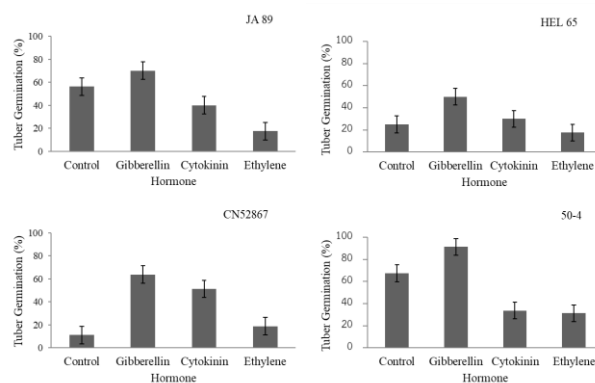 JA 89
Tuber Germination (%)
100
80
60
40
20
0
Control Gibberellin Cytokinin Ethylene
Hormone
HEL 65
Tuber Germination (%)
100
80
60
40
20
0
Control Gibberellin Cytokinin Ethylene
Hormone
CN52867
Tuber Germination (%)
100
80
60
40
20
0
Control Gibberellin Cytokinin Ethylene
Hormone
50-4
Tuber Germination (%)
100
80
60
40
20
0
Control Gibberellin Cytokinin Ethylene
Hormone